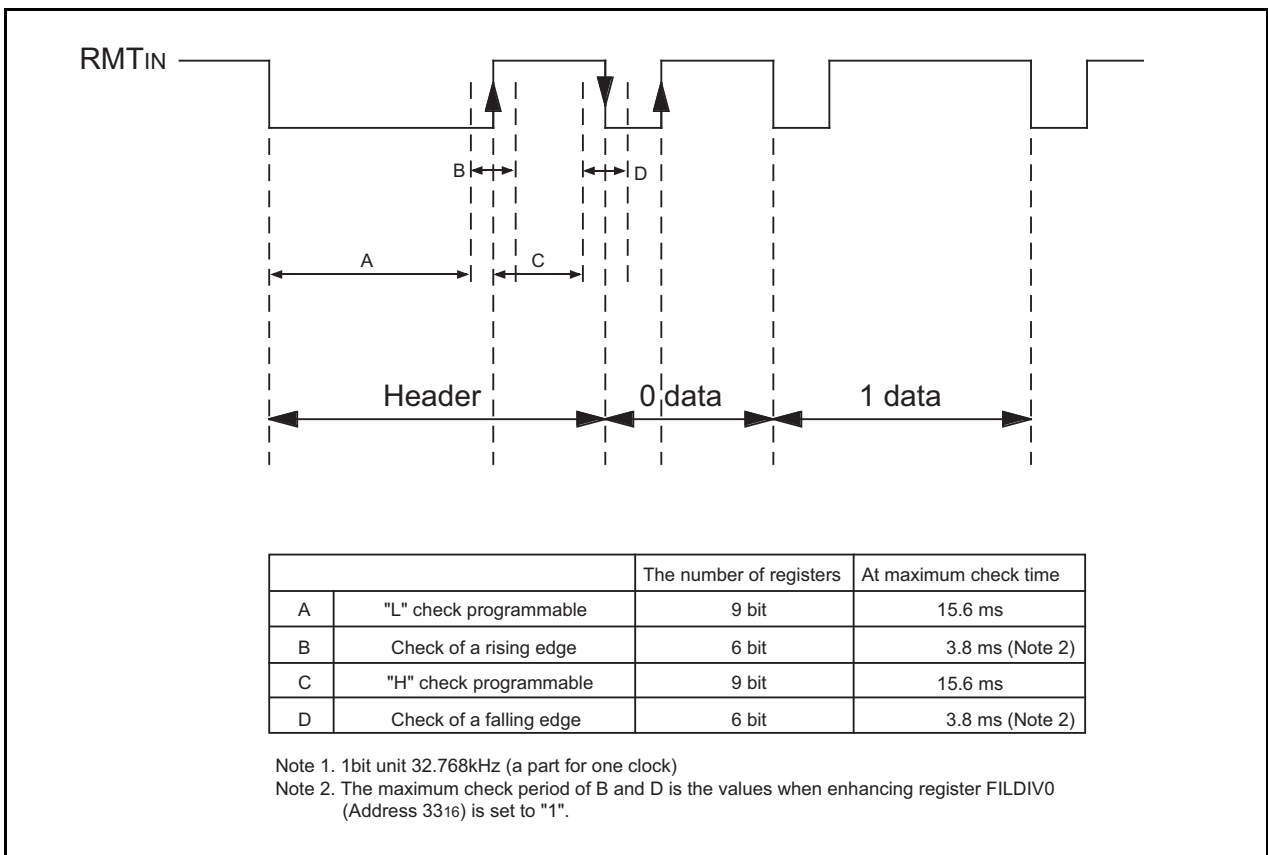 RMTIN
B
D
A
C
Header
0 data
1 data
The number of registers At maximum check time
A "L" check programmable 9 bit 15.6 ms
B Check of a rising edge 6 bit 3.8 ms (Note 2)
C "H" check programmable 9 bit 15.6 ms
D Check of a falling edge 6 bit 3.8 ms (Note 2)
Note 1. 1bit unit 32.768kHz (a part for one clock)
Note 2. The maximum check period of B and D is the values when enhancing register FILDIV0
(Address 3316) is set to "1".